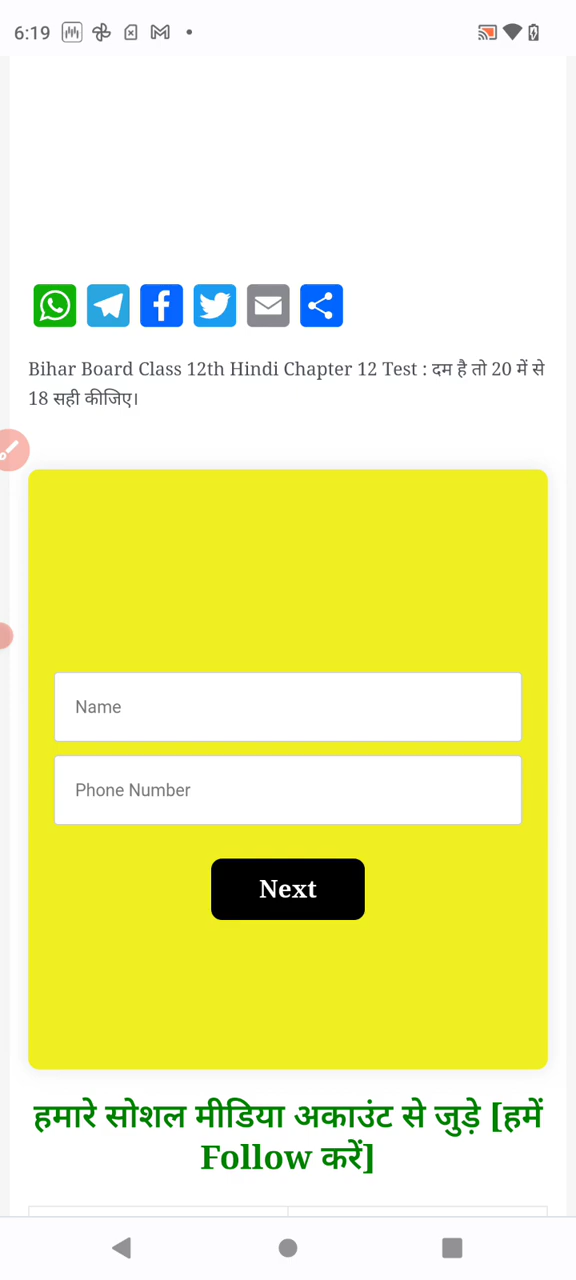 6:19
Bihar Board Class 12th Hindi Chapter 12 Test : दम है तो 20 में से
18 सही कीजिए।
Name
Phone Number
Next
हमारे सोशल मीडिया अकाउंट से जुड़े [हमें
Follow करें]